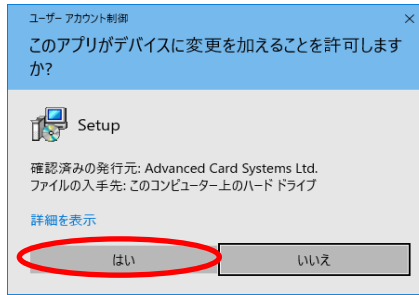 ユーザー アカウント制御
このアプリがデバイスに変更を加えることを許可します
か?
Setup
確認済みの発行元: Advanced Card Systems Ltd.
ファイルの入手先: このコンピューター上のハード ドライブ
詳細を表示
はい いいえ